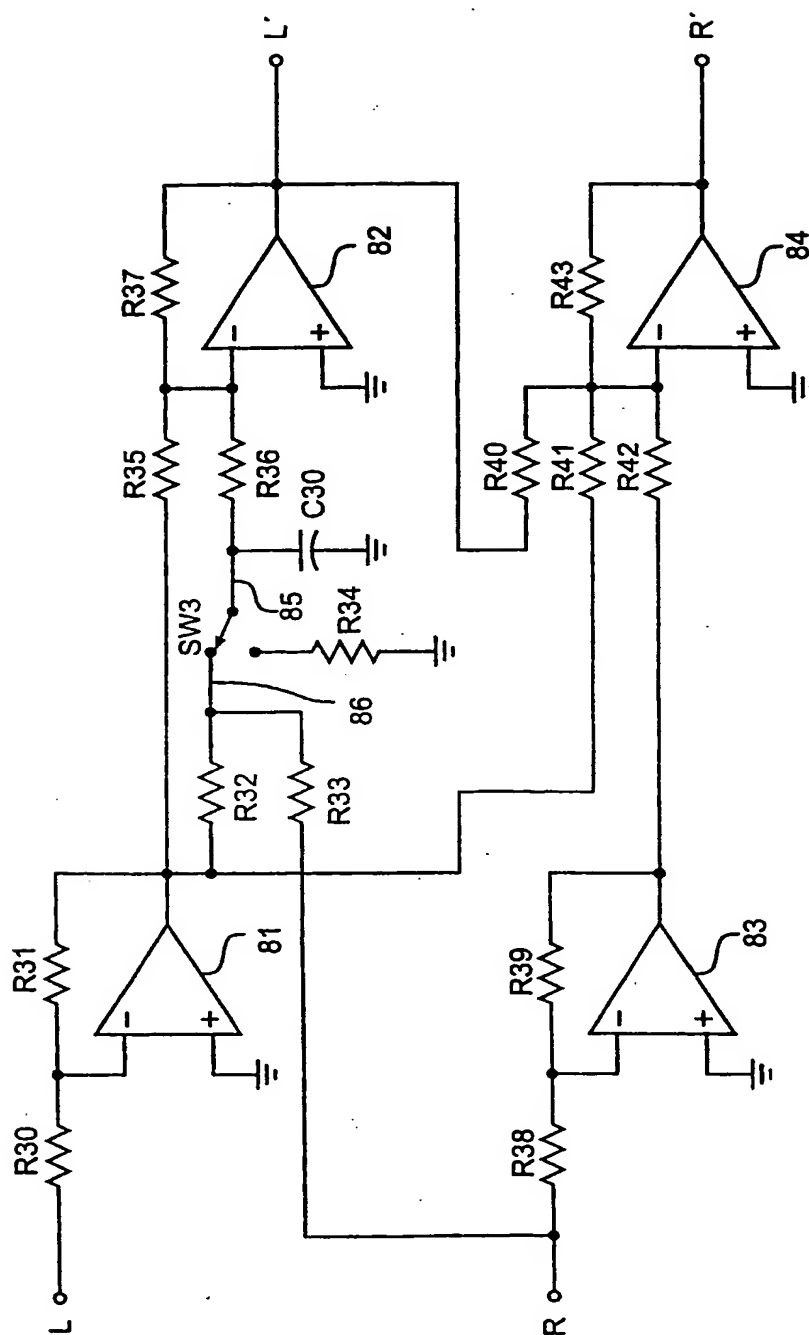 L
R30
R31
81
R32
R33
86
SW3
85
R34
C30
R35
R36
R37
-
+
82
L'
R
R38
R39
-
+
83
-
+
R40
R41
R42
R43
-
+
84
R'